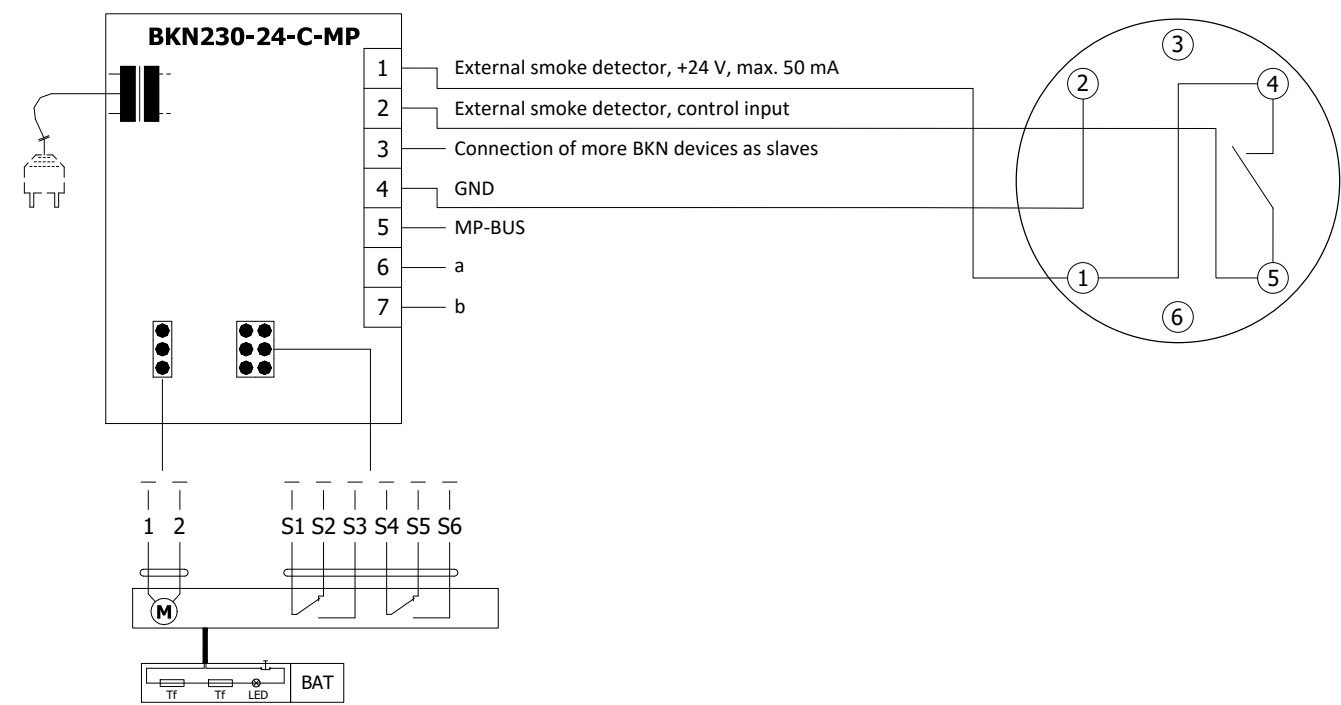 BKN230-24-C-MP
1 External smoke detector, +24 V, max. 50 mA
2 External smoke detector, control input
3 Connection of more BKN devices as slaves
4 GND
5 MP-BUS
6 a
7 b
3
2
4
1
5
6
1 2 S1 S2 S3 S4 S5 S6
M
Tf Tf LED BAT